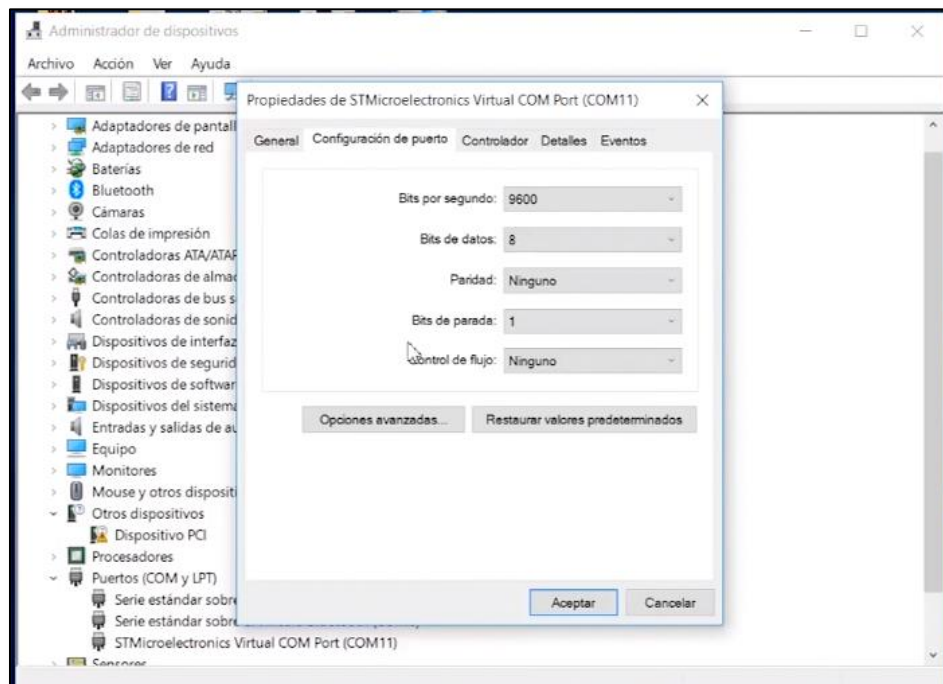 Administrador de dispositivos
Archivo Acción Ver Ayuda
Propiedades de STMicroelectronics Virtual COM Port (COM11)
General Configuración de puerto Controlador Detalles Eventos
Bits por segundo: 9600
Bits de datos: 8
Paridad: Ninguno
Bits de parada: 1
Control de flujo: Ninguno
Opciones avanzadas... Restaurar valores predeterminados
Aceptar Cancelar
Adaptadores de pantall
Adaptadores de red
Baterías
Bluetooth
Cámaras
Colas de impresión
Controladoras ATA/ATAP
Controladoras de almac
Controladoras de bus s
Controladoras de sonid
Dispositivos de interfaz
Dispositivos de segurid
Dispositivos de softwar
Dispositivos del sistema
Entradas y salidas de au
Equipo
Monitores
Mouse y otros dispositi
Otros dispositivos
Dispositivo PCI
Procesadores
Puertos (COM y LPT)
Serie estándar sobre
Serie estándar sobre
STMicroelectronics Virtual COM Port (COM11)
Sensores